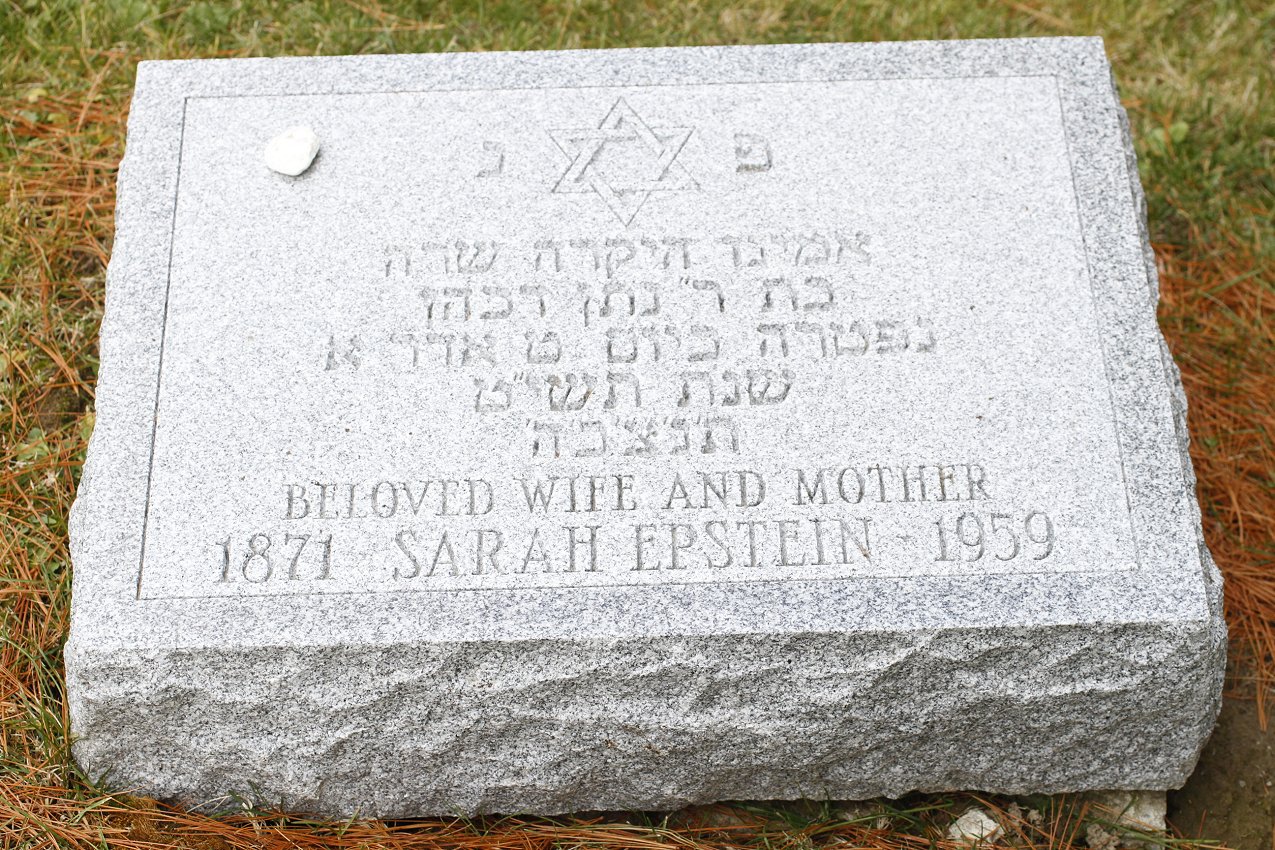 פ נ
אמינו היקרה שרה
בת ר' נתן הכהן
נפטרה ביום ט אדר א
שנת תשי"ט
ת'נ'צ'ב'ה'
BELOVED WIFE AND MOTHER
1871 · SARAH EPSTEIN · 1959